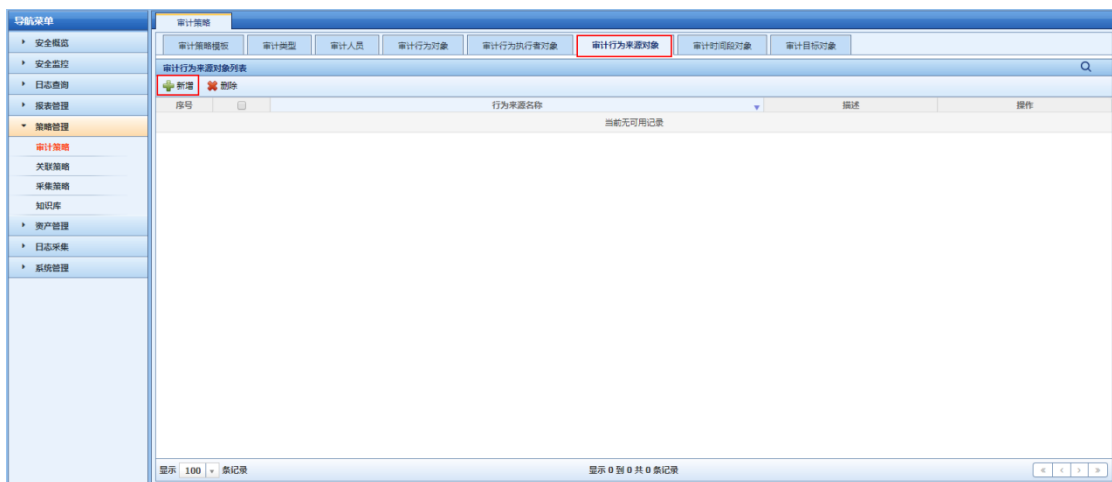 导航菜单
安全概览
安全监控
日志查询
报表管理
策略管理
审计策略
关联策略
采集策略
知识库
资产管理
日志采集
系统管理
审计策略
审计策略模板 审计类型 审计人员 审计行为对象 审计行为执行者对象 审计行为来源对象 审计时间段对象 审计目标对象
审计行为来源对象列表
新增 删除
序号 行为来源名称 描述 操作
当前无可用记录
显示 100 条记录 显示 0 到 0 共 0 条记录